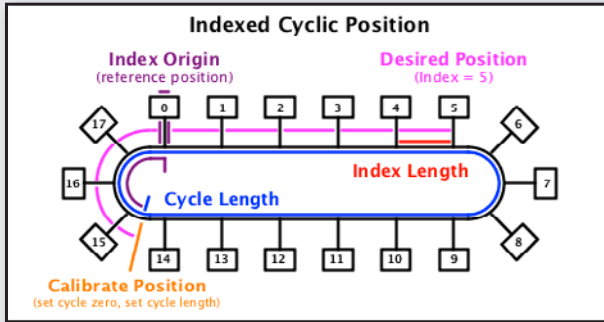 Indexed Cyclic Position
Index Origin
(reference position)
Desired Position
(Index = 5)
0
1
2
3
4
5
17
6
16
7
Index Length
Cycle Length
15
8
14
13
12
11
10
9
Calibrate Position
(set cycle zero, set cycle length)